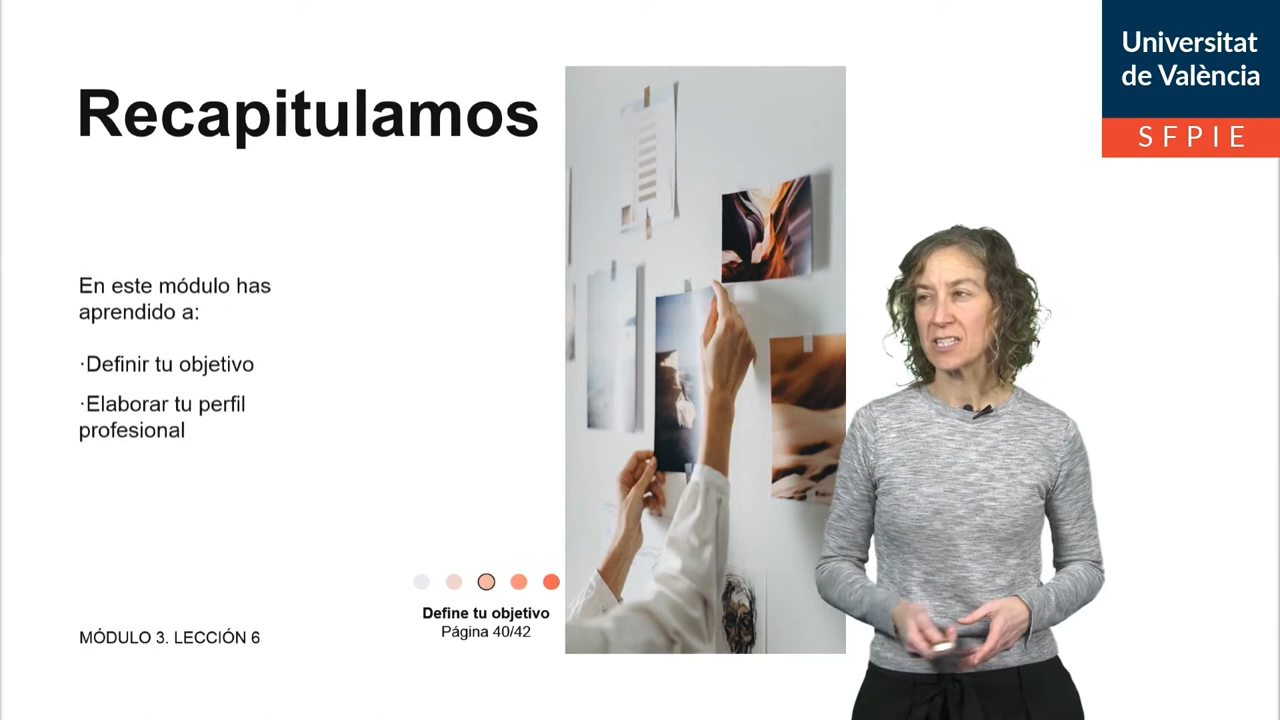 Recapitulamos
Universitat
de València
SFPIE
En este módulo has
aprendido a:
·Definir tu objetivo
·Elaborar tu perfil
profesional
Define tu objetivo
Página 40/42
MÓDULO 3. LECCIÓN 6